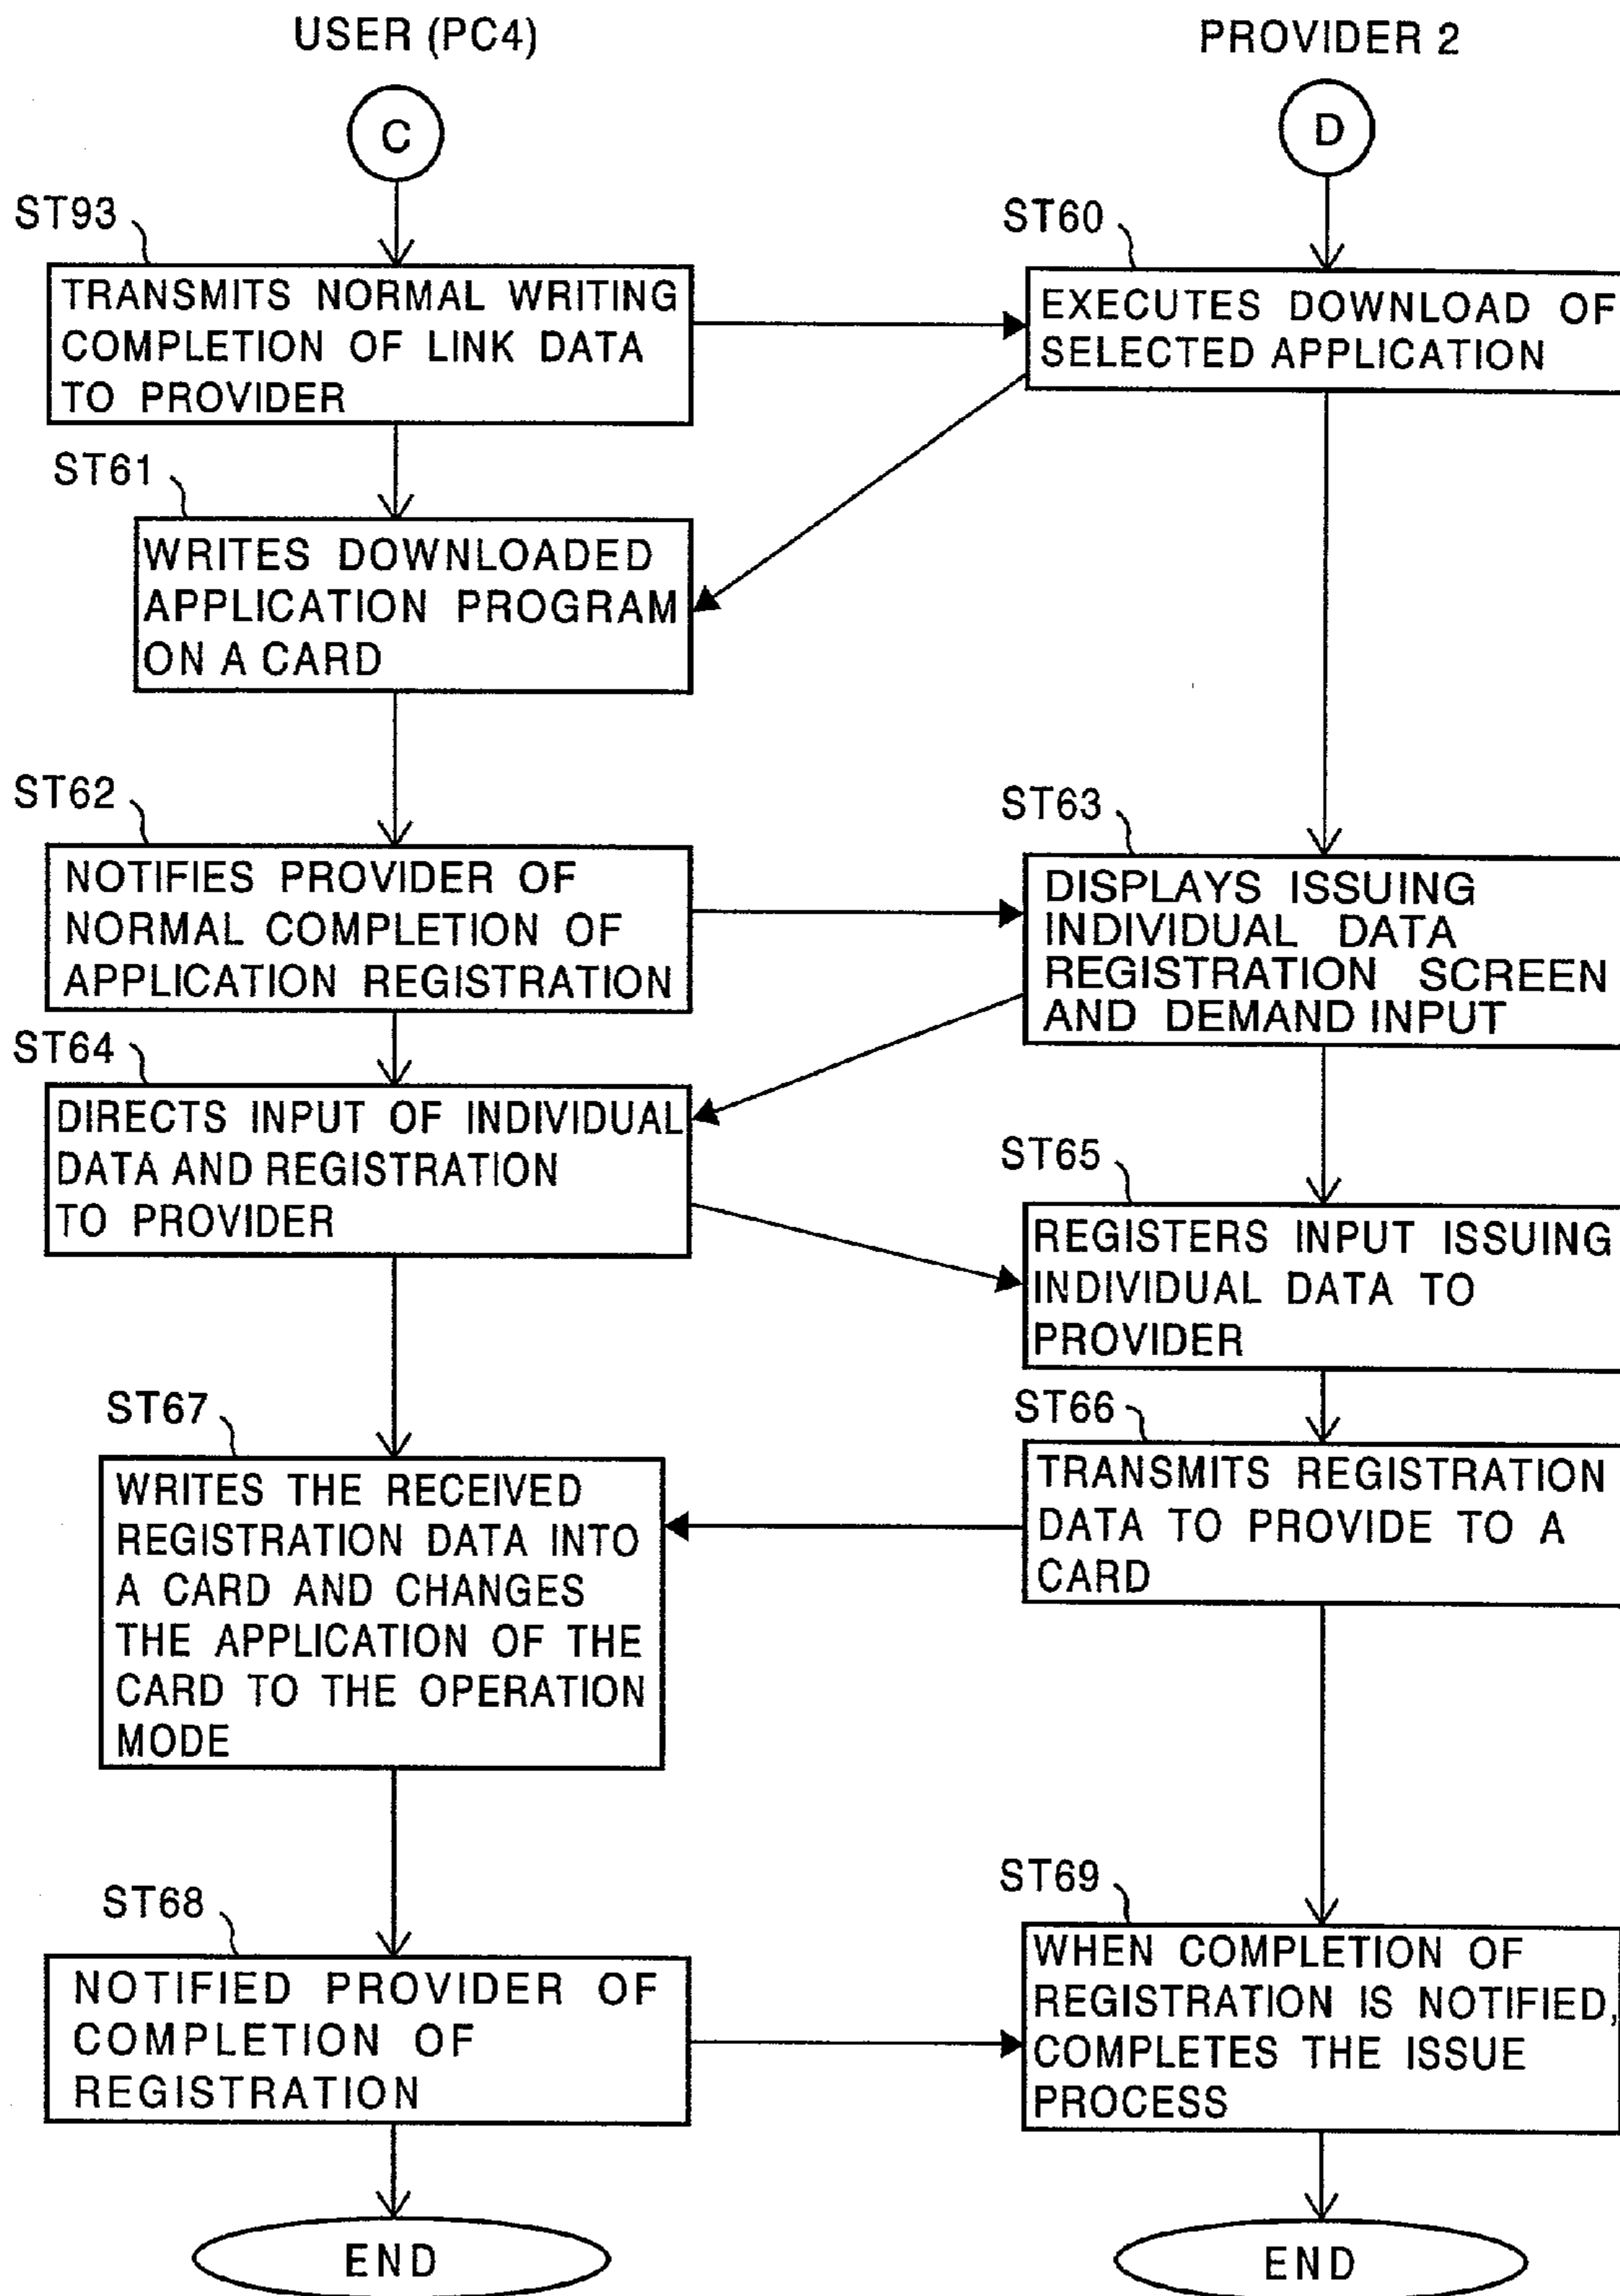 USER (PC4)
PROVIDER 2
C
D
ST93
TRANSMITS NORMAL WRITING
COMPLETION OF LINK DATA
TO PROVIDER
ST60
EXECUTES DOWNLOAD OF
SELECTED APPLICATION
ST61
WRITES DOWNLOADED
APPLICATION PROGRAM
ON A CARD
ST62
NOTIFIES PROVIDER OF
NORMAL COMPLETION OF
APPLICATION REGISTRATION
ST63
DISPLAYS ISSUING
INDIVIDUAL DATA
REGISTRATION SCREEN
AND DEMAND INPUT
ST64
DIRECTS INPUT OF INDIVIDUAL
DATA AND REGISTRATION
TO PROVIDER
ST65
REGISTERS INPUT ISSUING
INDIVIDUAL DATA TO
PROVIDER
ST66
TRANSMITS REGISTRATION
DATA TO PROVIDE TO A
CARD
ST67
WRITES THE RECEIVED
REGISTRATION DATA INTO
A CARD AND CHANGES
THE APPLICATION OF THE
CARD TO THE OPERATION
MODE
ST68
NOTIFIED PROVIDER OF
COMPLETION OF
REGISTRATION
ST69
WHEN COMPLETION OF
REGISTRATION IS NOTIFIED,
COMPLETES THE ISSUE
PROCESS
END
END